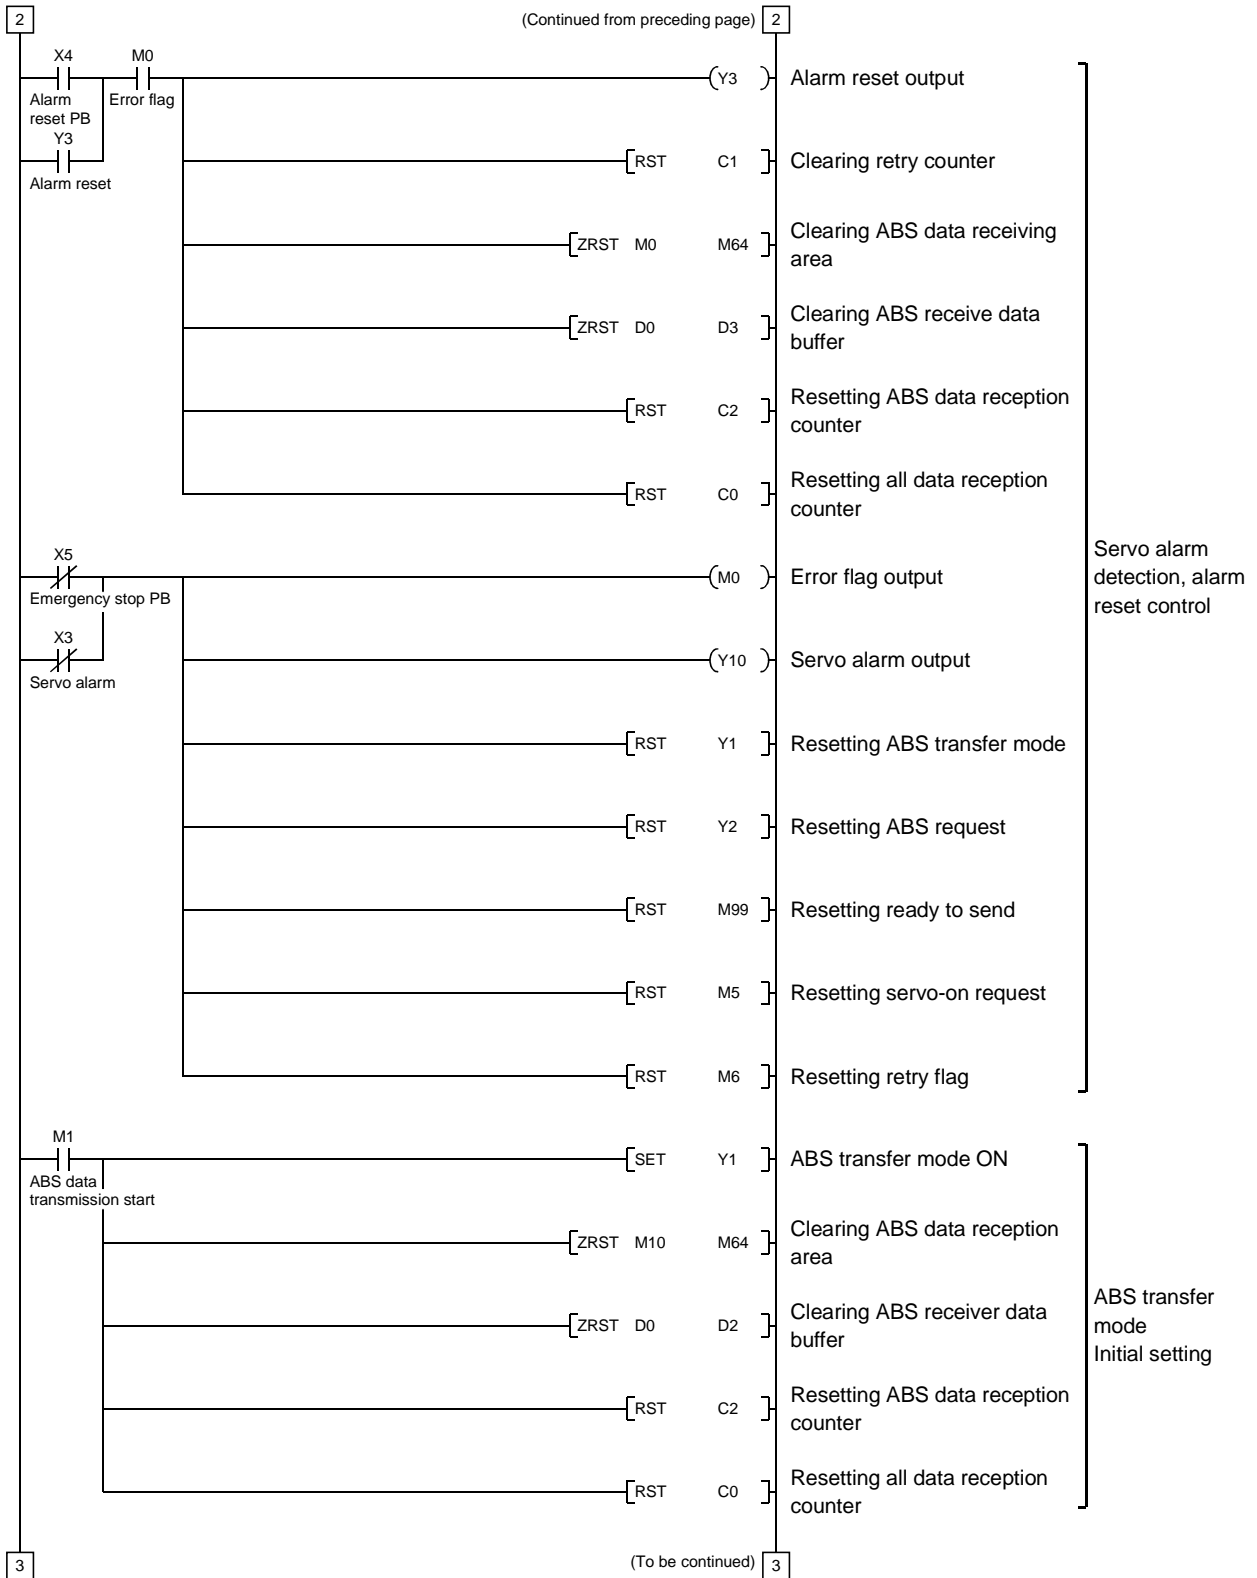 2 (Continued from preceding page) 2
X4 M0
Y3 Alarm reset output
Alarm
reset PB
Error flag
Y3
Alarm reset
RST C1 Clearing retry counter
ZRST M0 M64 Clearing ABS data receiving
area
ZRST D0 D3 Clearing ABS receive data
buffer
RST C2 Resetting ABS data reception
counter
RST C0 Resetting all data reception
counter
Servo alarm
detection, alarm
reset control
X5
Emergency stop PB
M0 Error flag output
X3
Servo alarm
Y10 Servo alarm output
RST Y1 Resetting ABS transfer mode
RST Y2 Resetting ABS request
RST M99 Resetting ready to send
RST M5 Resetting servo-on request
RST M6 Resetting retry flag
M1
ABS data
transmission start
SET Y1 ABS transfer mode ON
ZRST M10 M64 Clearing ABS data reception
area
ZRST D0 D2 Clearing ABS receiver data
buffer
RST C2 Resetting ABS data reception
counter
RST C0 Resetting all data reception
counter
ABS transfer
mode
Initial setting
3 (To be continued) 3